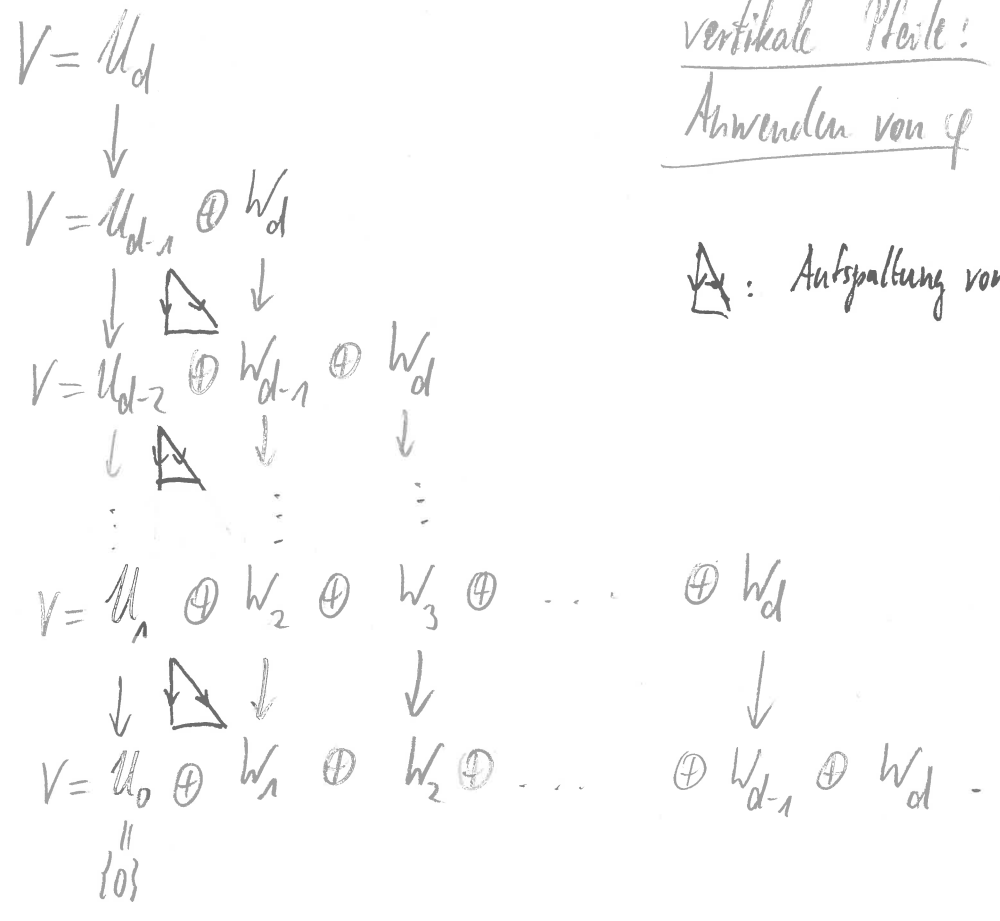 V = U_d
vertikale Pfeile:
↓
Anwenden von φ
V = U_{d-1} ⊕ W_d
↓ ↓
: Aufspaltung von
V = U_{d-2} ⊕ W_{d-1} ⊕ W_d
↓ ↓ ↓
⋮ ⋮ ⋮
V = U_1 ⊕ W_2 ⊕ W_3 ⊕ .... ⊕ W_d
↓ ↓ ↓ ↓
V = U_0 ⊕ W_1 ⊕ W_2 ⊕ .... ⊕ W_{d-1} ⊕ W_d .
||
{0}